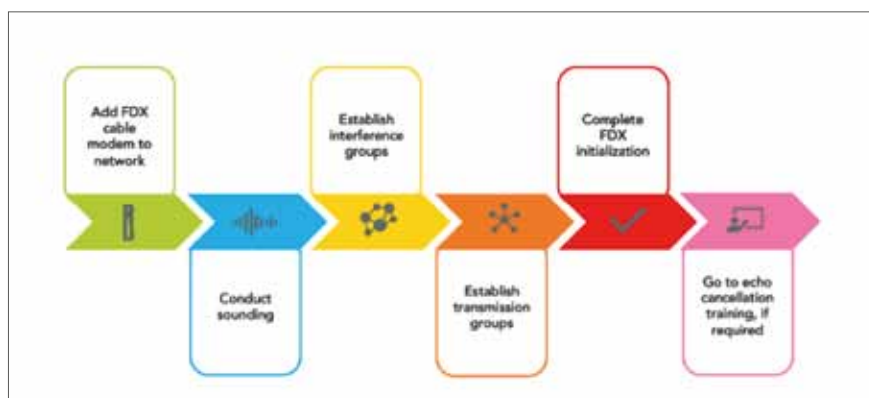 Add FDX
cable
modem to
network
Conduct
sounding
Establish
interference
groups
Establish
transmission
groups
Complete
FDX
initialization
Go to echo
cancellation
training, if
required